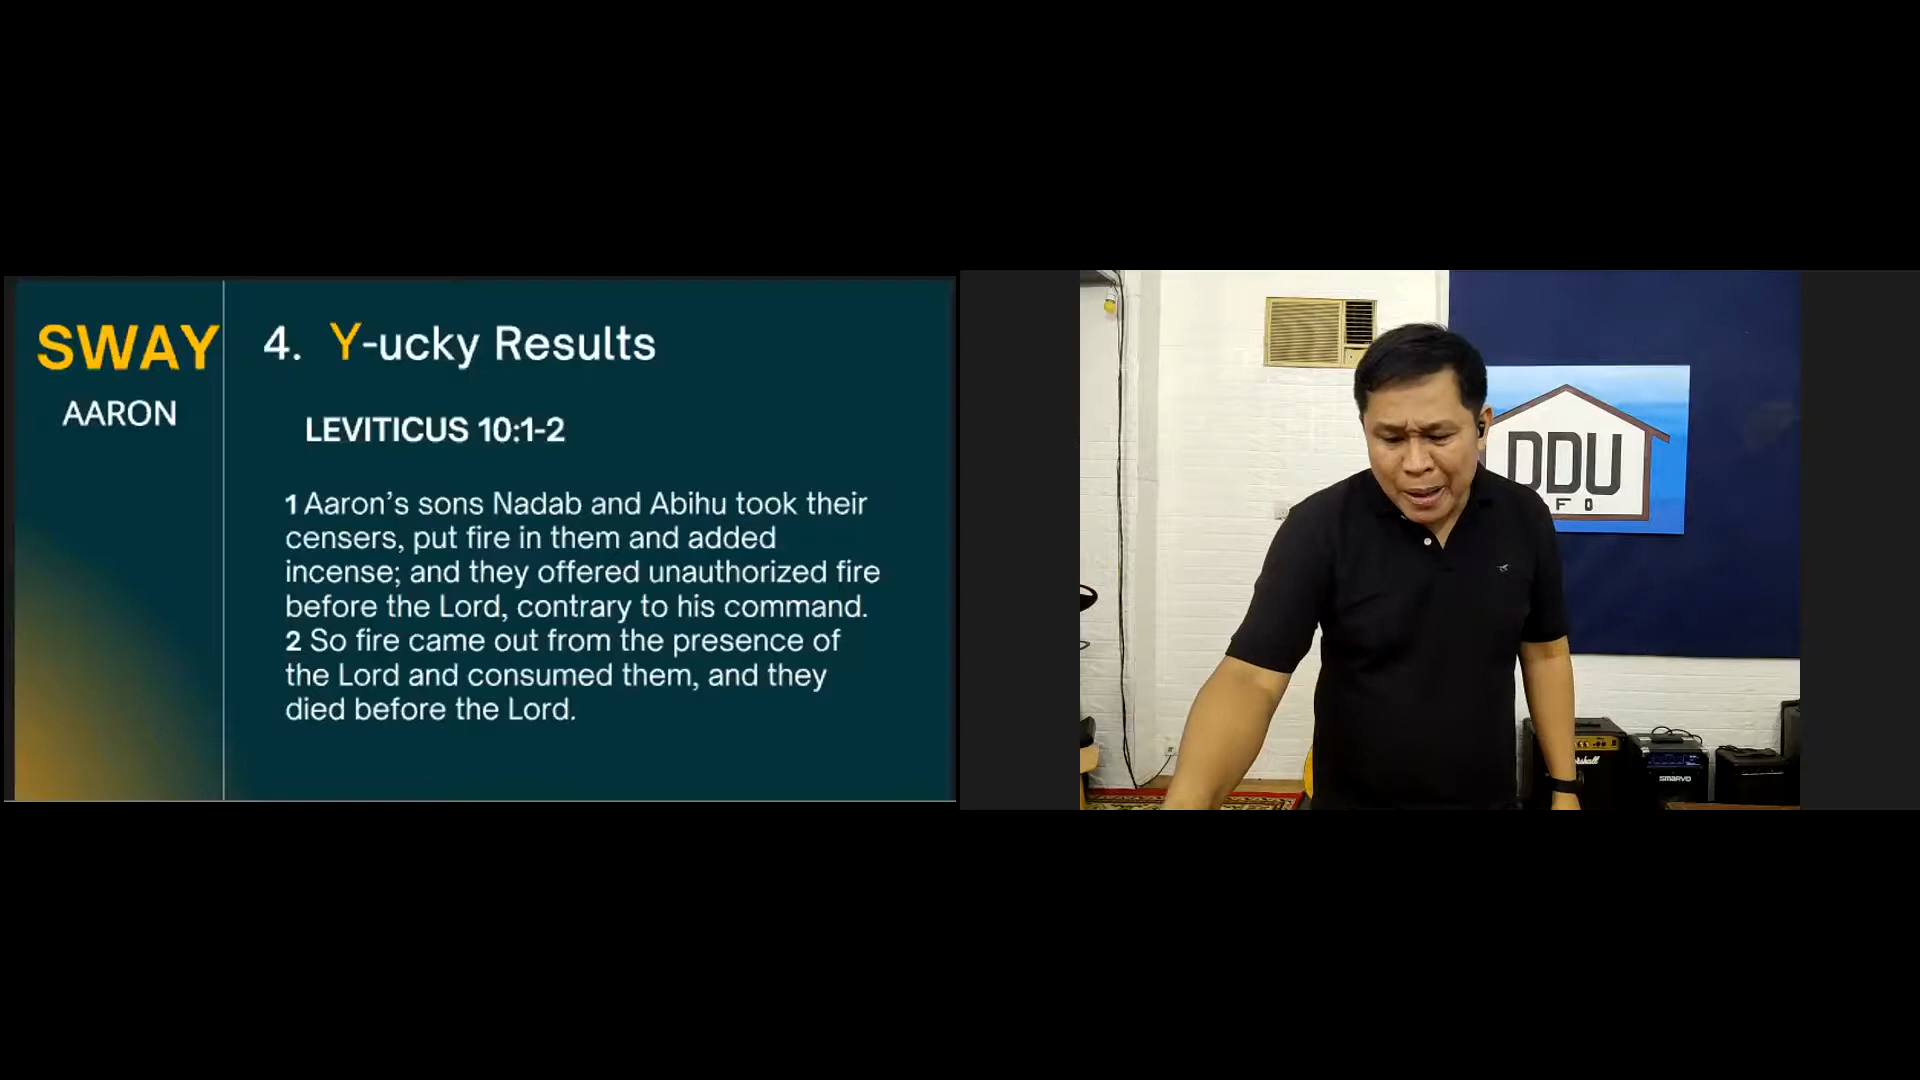 SWAY
AARON
4. Y-ucky Results
LEVITICUS 10:1-2
1 Aaron's sons Nadab and Abihu took their
censers, put fire in them and added
incense; and they offered unauthorized fire
before the Lord, contrary to his command.
2 So fire came out from the presence of
the Lord and consumed them, and they
died before the Lord.
DDU
F O
Marshall
SMARVO